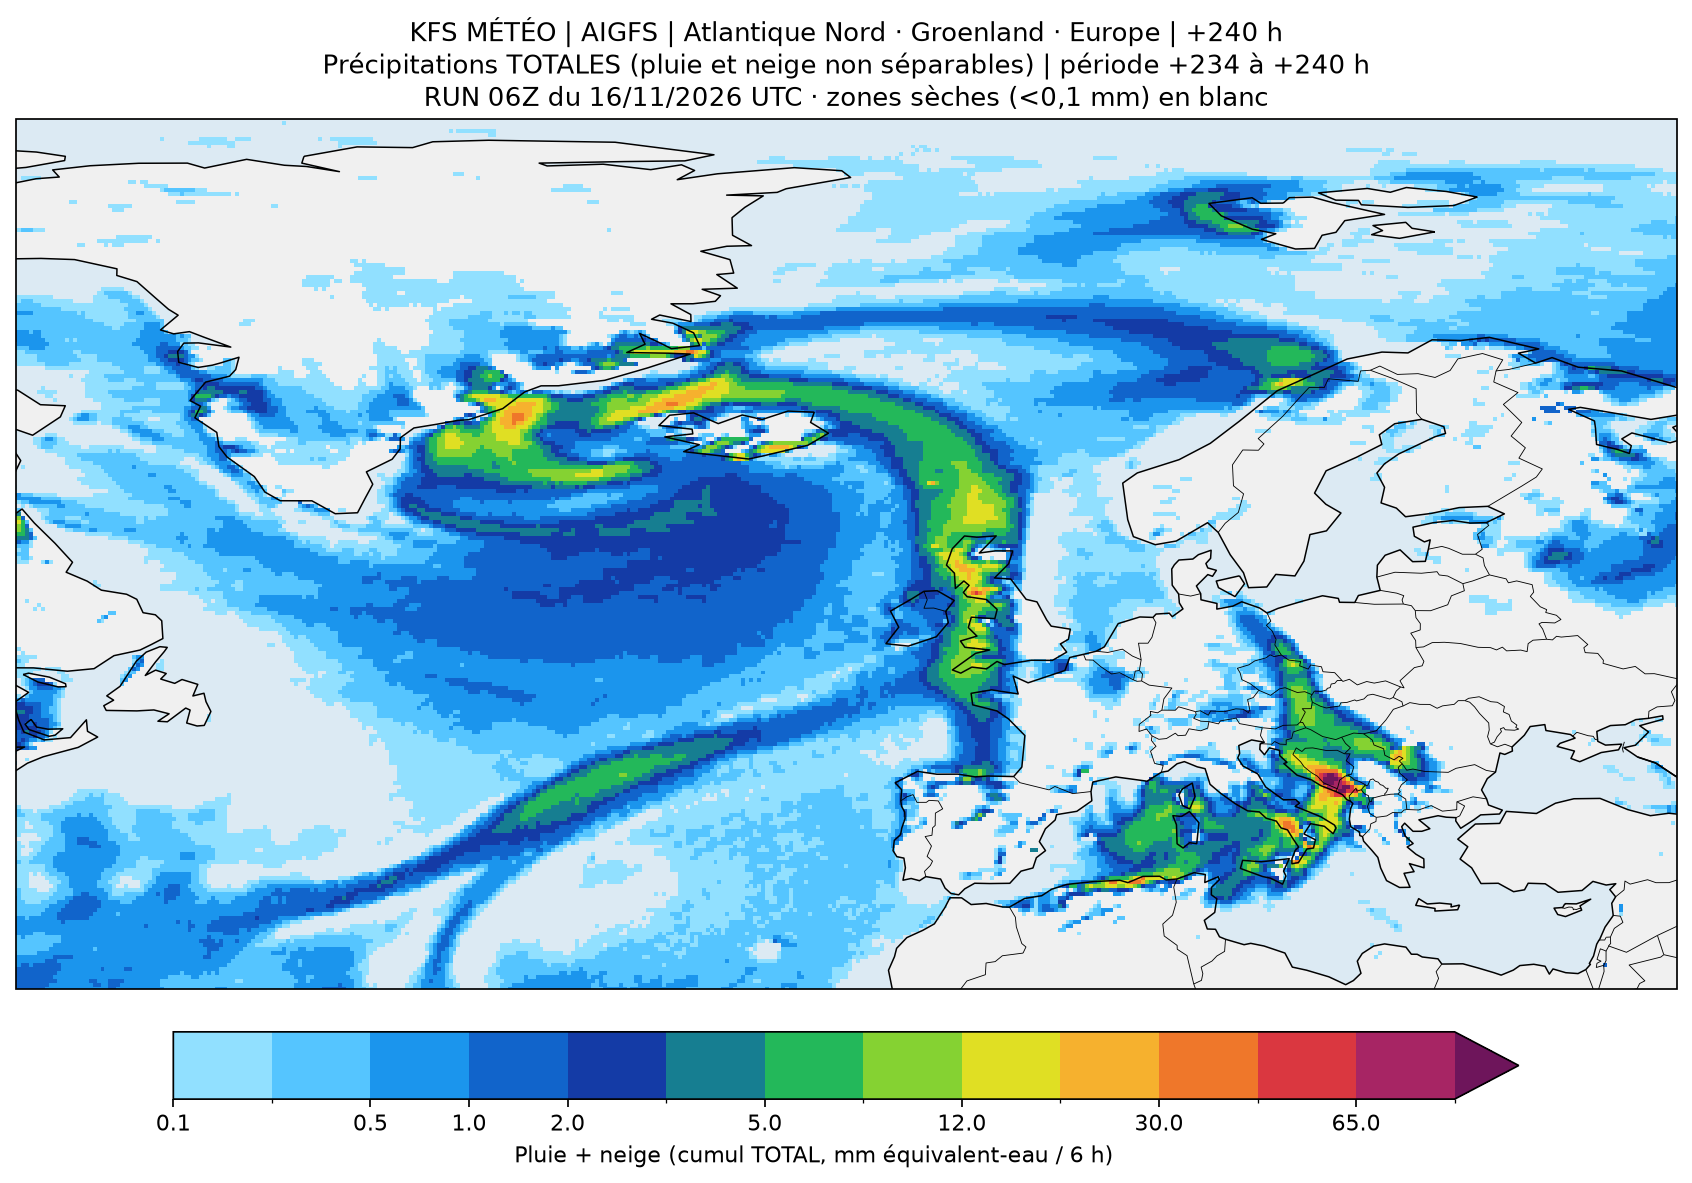 KFS MÉTÉO | AIGFS | Atlantique Nord · Groenland · Europe | +240 h
Précipitations TOTALES (pluie et neige non séparables) | période +234 à +240 h
RUN 06Z du 16/11/2026 UTC · zones sèches (<0,1 mm) en blanc
0.1 0.5 1.0 2.0 5.0 12.0 30.0 65.0
Pluie + neige (cumul TOTAL, mm équivalent-eau / 6 h)